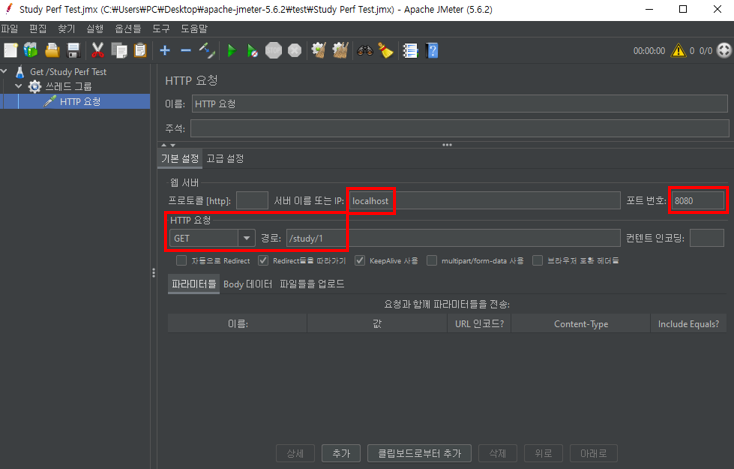 Study Perf Test.jmx (C:₩Users₩PC₩Desktop₩apache-jmeter-5.6.2₩test₩Study Perf Test.jmx) - Apache JMeter (5.6.2)
파일 편집 찾기 실행 옵션들 도구 도움말
00:00:00 0 0/0
Get /Study Perf Test
쓰레드 그룹
HTTP 요청
HTTP 요청
이름: HTTP 요청
주석:
기본 설정 고급 설정
웹 서버
프로토콜 [http]: 서버 이름 또는 IP: localhost 포트 번호: 8080
HTTP 요청
GET 경로: /study/1 컨텐트 인코딩:
자동으로 Redirect Redirect들을 따라가기 KeepAlive 사용 multipart/form-data 사용 브라우저 호환 헤더들
파라미터들 Body 데이터 파일들을 업로드
요청과 함께 파라미터들을 전송:
이름: 값 URL 인코드? Content-Type Include Equals?
상세 추가 클립보드로부터 추가 삭제 위로 아래로